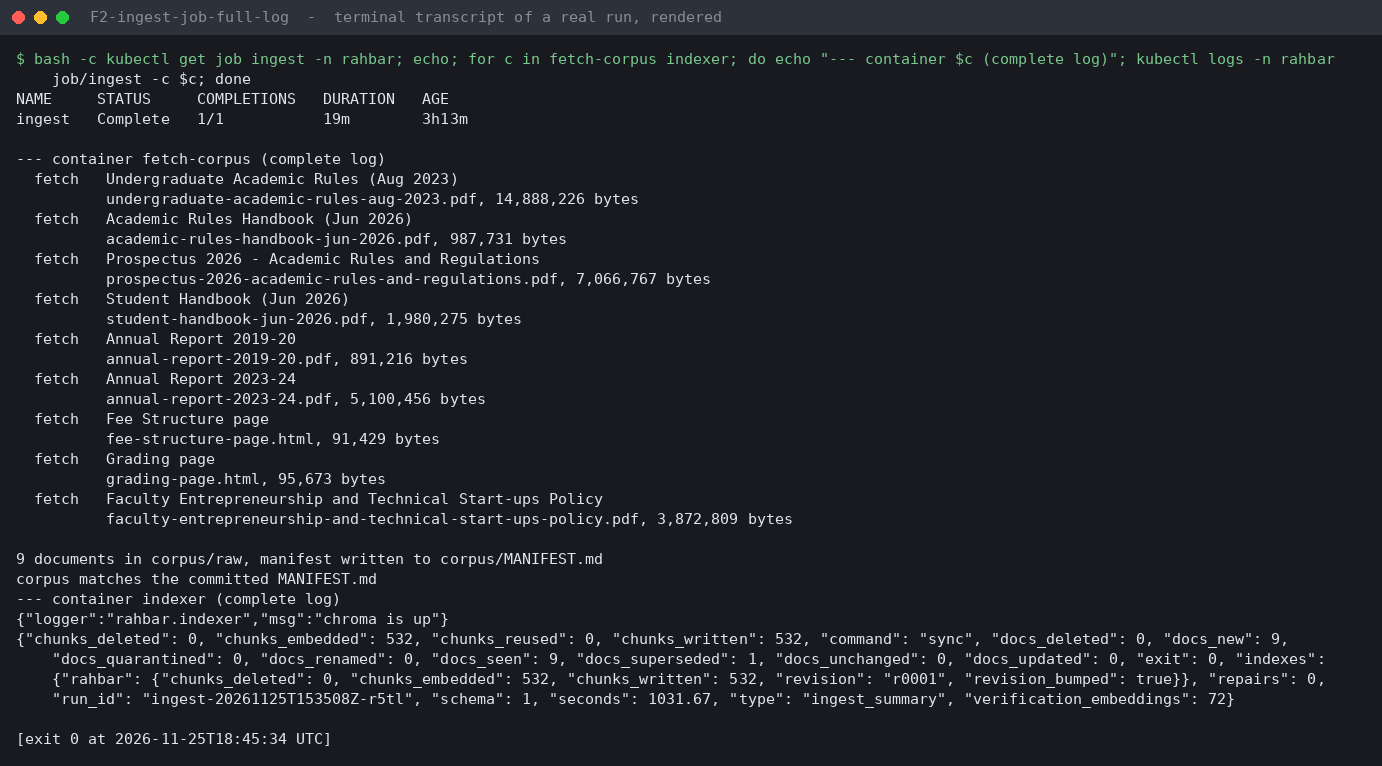 F2-ingest-job-full-log  -  terminal transcript of a real run, rendered
$ bash -c kubectl get job ingest -n rahbar; echo; for c in fetch-corpus indexer; do echo "--- container $c (complete log)"; kubectl logs -n rahbar
    job/ingest -c $c; done
NAME     STATUS     COMPLETIONS   DURATION   AGE
ingest   Complete   1/1           19m        3h13m

--- container fetch-corpus (complete log)
  fetch   Undergraduate Academic Rules (Aug 2023)
          undergraduate-academic-rules-aug-2023.pdf, 14,888,226 bytes
  fetch   Academic Rules Handbook (Jun 2026)
          academic-rules-handbook-jun-2026.pdf, 987,731 bytes
  fetch   Prospectus 2026 - Academic Rules and Regulations
          prospectus-2026-academic-rules-and-regulations.pdf, 7,066,767 bytes
  fetch   Student Handbook (Jun 2026)
          student-handbook-jun-2026.pdf, 1,980,275 bytes
  fetch   Annual Report 2019-20
          annual-report-2019-20.pdf, 891,216 bytes
  fetch   Annual Report 2023-24
          annual-report-2023-24.pdf, 5,100,456 bytes
  fetch   Fee Structure page
          fee-structure-page.html, 91,429 bytes
  fetch   Grading page
          grading-page.html, 95,673 bytes
  fetch   Faculty Entrepreneurship and Technical Start-ups Policy
          faculty-entrepreneurship-and-technical-start-ups-policy.pdf, 3,872,809 bytes

9 documents in corpus/raw, manifest written to corpus/MANIFEST.md
corpus matches the committed MANIFEST.md
--- container indexer (complete log)
{"logger":"rahbar.indexer","msg":"chroma is up"}
{"chunks_deleted": 0, "chunks_embedded": 532, "chunks_reused": 0, "chunks_written": 532, "command": "sync", "docs_deleted": 0, "docs_new": 9,
    "docs_quarantined": 0, "docs_renamed": 0, "docs_seen": 9, "docs_superseded": 1, "docs_unchanged": 0, "docs_updated": 0, "exit": 0, "indexes":
    {"rahbar": {"chunks_deleted": 0, "chunks_embedded": 532, "chunks_written": 532, "revision": "r0001", "revision_bumped": true}}, "repairs": 0,
    "run_id": "ingest-20261125T153508Z-r5tl", "schema": 1, "seconds": 1031.67, "type": "ingest_summary", "verification_embeddings": 72}

[exit 0 at 2026-11-25T18:45:34 UTC]